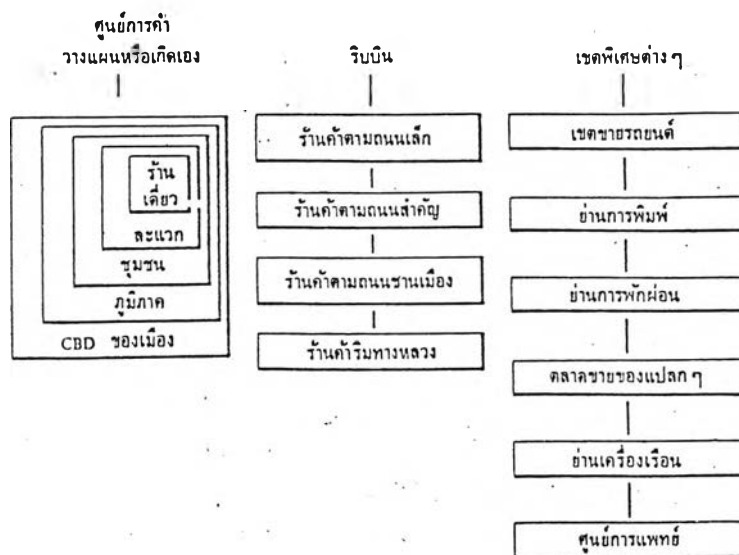 ศูนย์การค้า
วางแผนหรือเกิดเอง
ร้าน
เดี่ยว
ละแวก
ชุมชน
ภูมิภาค
CBD ของเมือง
ริบบิน
ร้านค้าตามถนนเล็ก
ร้านค้าตามถนนสำคัญ
ร้านค้าตามถนนชานเมือง
ร้านค้าริมทางหลวง
เขตพิเศษต่าง ๆ
เขตขายรถยนต์
ย่านการพิมพ์
ย่านการพักผ่อน
ตลาดขายของแปลก ๆ
ย่านเครื่องเรือน
ศูนย์การแพทย์